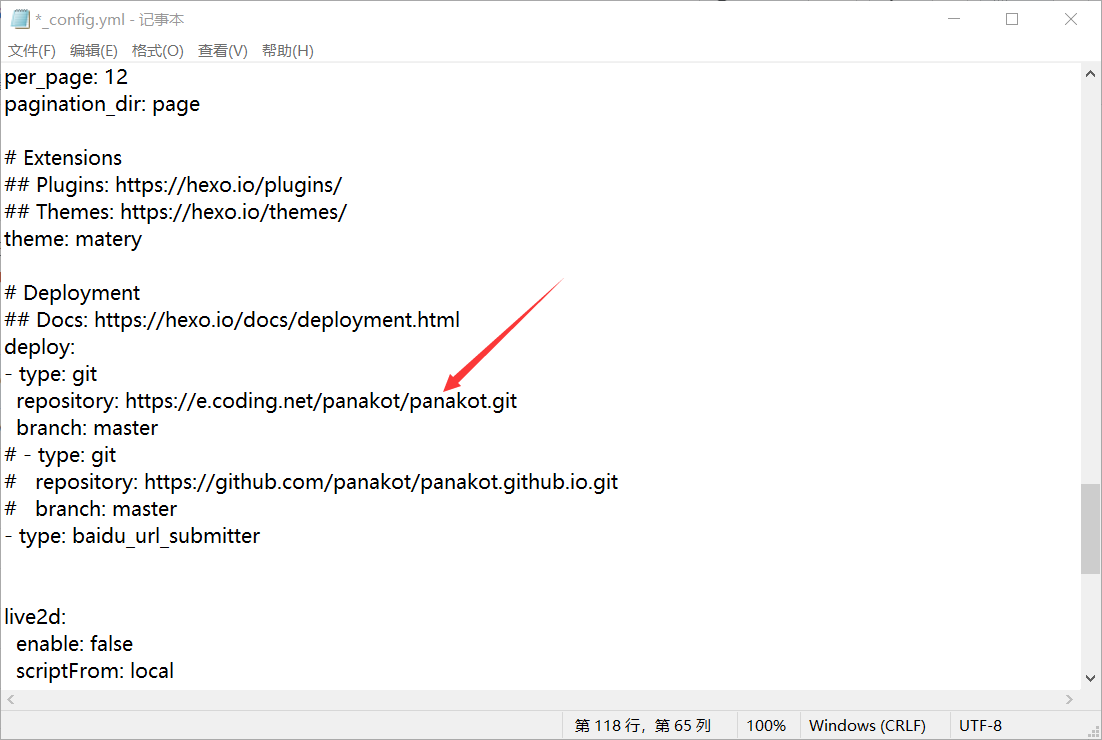 *_config.yml - 记事本
文件(F) 编辑(E) 格式(O) 查看(V) 帮助(H)
per_page: 12
pagination_dir: page

# Extensions
## Plugins: https://hexo.io/plugins/
## Themes: https://hexo.io/themes/
theme: matery

# Deployment
## Docs: https://hexo.io/docs/deployment.html
deploy:
- type: git
  repository: https://e.coding.net/panakot/panakot.git
  branch: master
# - type: git
#   repository: https://github.com/panakot/panakot.github.io.git
#   branch: master
- type: baidu_url_submitter

live2d:
  enable: false
  scriptFrom: local
第 118 行，第 65 列 100% Windows (CRLF) UTF-8